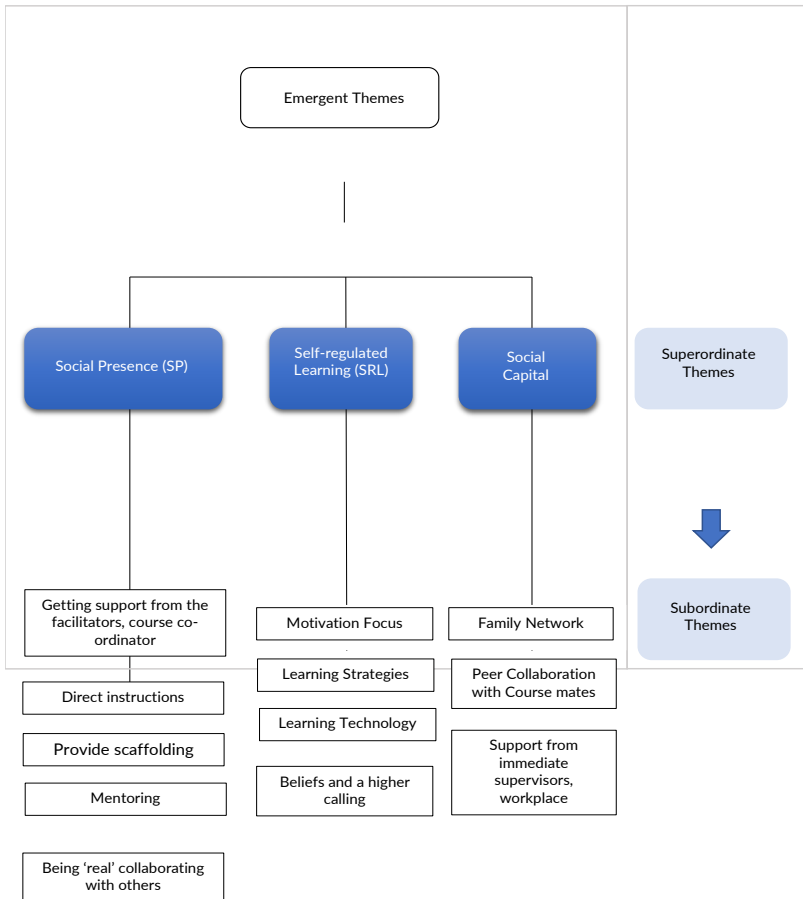 Emergent Themes
Social Presence (SP)
Self-regulated
Learning (SRL)
Social
Capital
Superordinate
Themes
Getting support from the
facilitators, course co-
ordinator
Direct instructions
Provide scaffolding
Mentoring
Being ‘real’ collaborating
with others
Motivation Focus
Learning Strategies
Learning Technology
Beliefs and a higher
calling
Family Network
Peer Collaboration
with Course mates
Support from
immediate
supervisors,
workplace
Subordinate
Themes